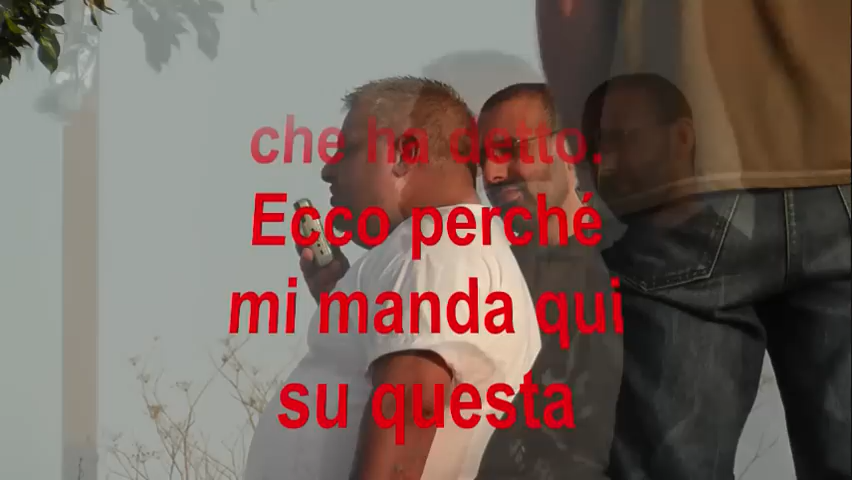 che ha detto.
Ecco perché
mi manda qui
su questa